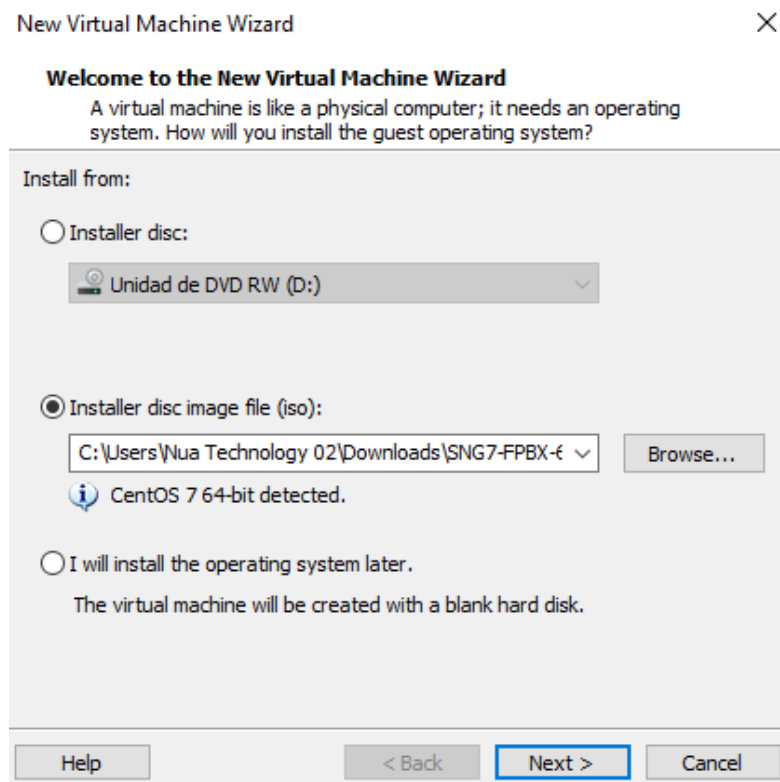 New Virtual Machine Wizard
Welcome to the New Virtual Machine Wizard
A virtual machine is like a physical computer; it needs an operating
system. How will you install the guest operating system?
Install from:
Installer disc:
Unidad de DVD RW (D:)
Installer disc image file (iso):
C:\Users\Nua Technology 02\Downloads\SNG7-FPBX-6
Browse...
CentOS 7 64-bit detected.
I will install the operating system later.
The virtual machine will be created with a blank hard disk.
Help
< Back
Next >
Cancel